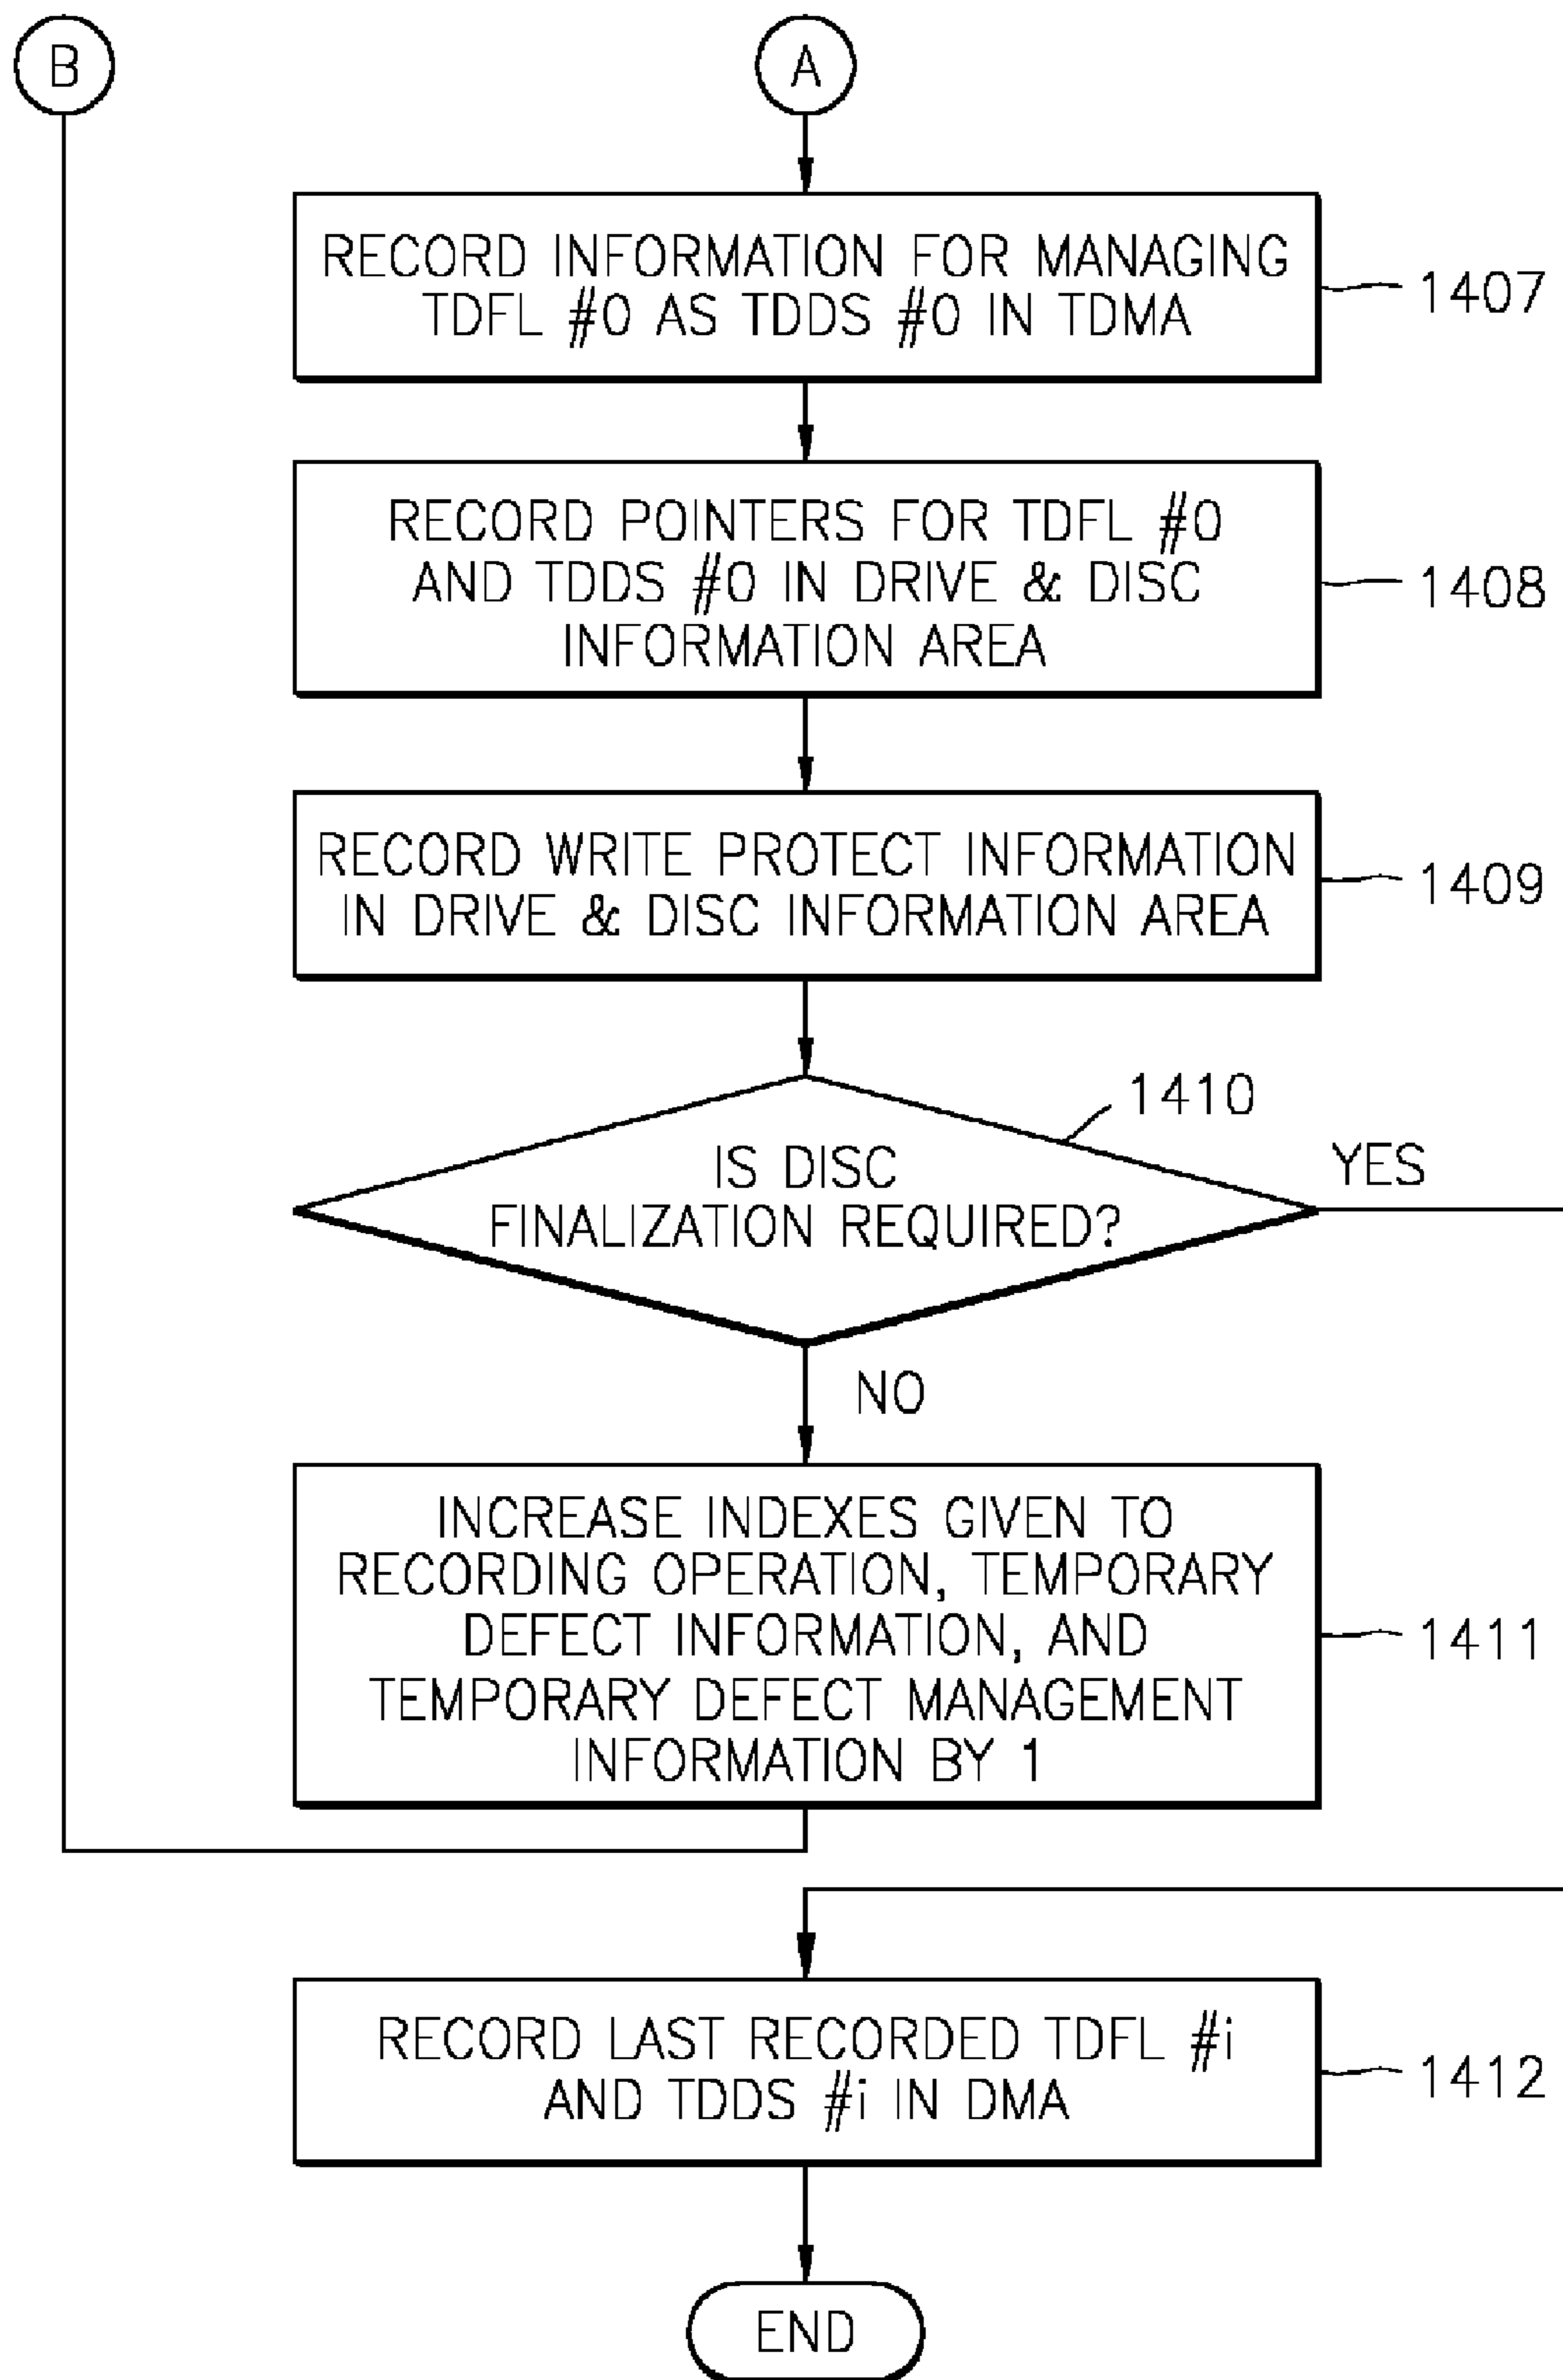 B
A
RECORD INFORMATION FOR MANAGING
TDFL #0 AS TDDS #0 IN TDMA
1407
RECORD POINTERS FOR TDFL #0
AND TDDS #0 IN DRIVE & DISC
INFORMATION AREA
1408
RECORD WRITE PROTECT INFORMATION
IN DRIVE & DISC INFORMATION AREA
1409
1410
IS DISC
FINALIZATION REQUIRED?
YES
NO
INCREASE INDEXES GIVEN TO
RECORDING OPERATION, TEMPORARY
DEFECT INFORMATION, AND
TEMPORARY DEFECT MANAGEMENT
INFORMATION BY 1
1411
RECORD LAST RECORDED TDFL #i
AND TDDS #i IN DMA
1412
END